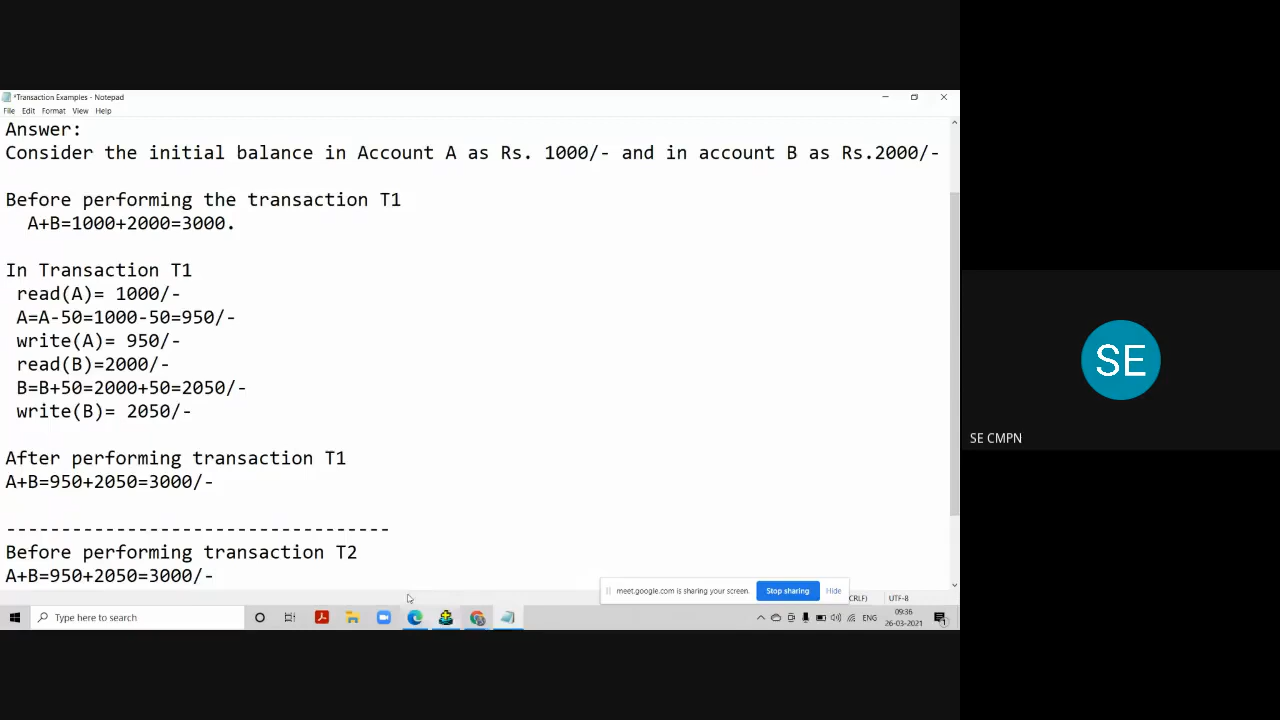 *Transaction Examples - Notepad
File Edit Format View Help
Answer:
Consider the initial balance in Account A as Rs. 1000/- and in account B as Rs.2000/-
Before performing the transaction T1
A+B=1000+2000=3000.
In Transaction T1
read(A)= 1000/-
A=A-50=1000-50=950/-
write(A)= 950/-
read(B)=2000/-
B=B+50=2000+50=2050/-
write(B)= 2050/-
After performing transaction T1
A+B=950+2050=3000/-
-----------------------------------
Before performing transaction T2
A+B=950+2050=3000/-
meet.google.com is sharing your screen. Stop sharing Hide
(CRLF) UTF-8
Type here to search
ENG
09:36
26-03-2021
SE
SE CMPN